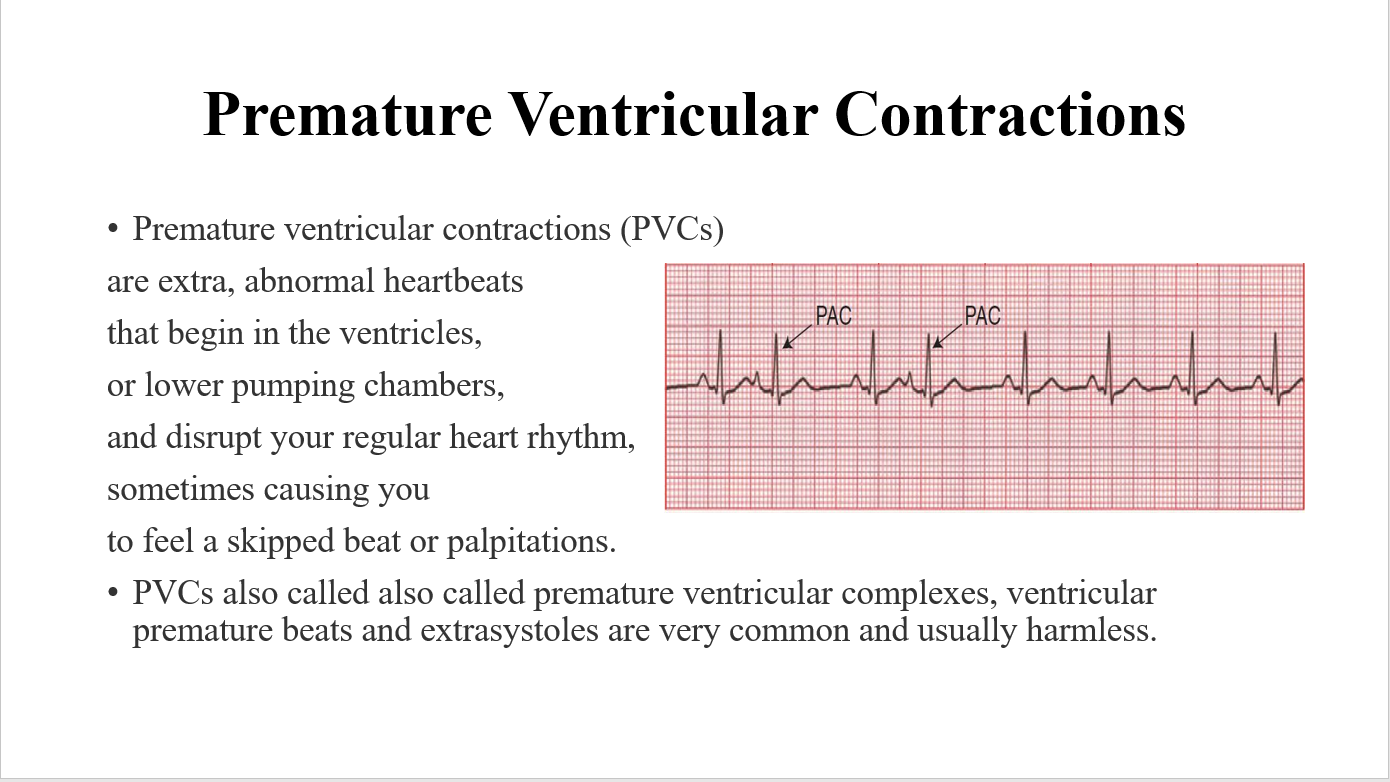 Premature Ventricular Contractions
• Premature ventricular contractions (PVCs)
are extra, abnormal heartbeats
that begin in the ventricles,
or lower pumping chambers,
and disrupt your regular heart rhythm,
sometimes causing you
to feel a skipped beat or palpitations.
PAC PAC
• PVCs also called also called premature ventricular complexes, ventricular
premature beats and extrasystoles are very common and usually harmless.